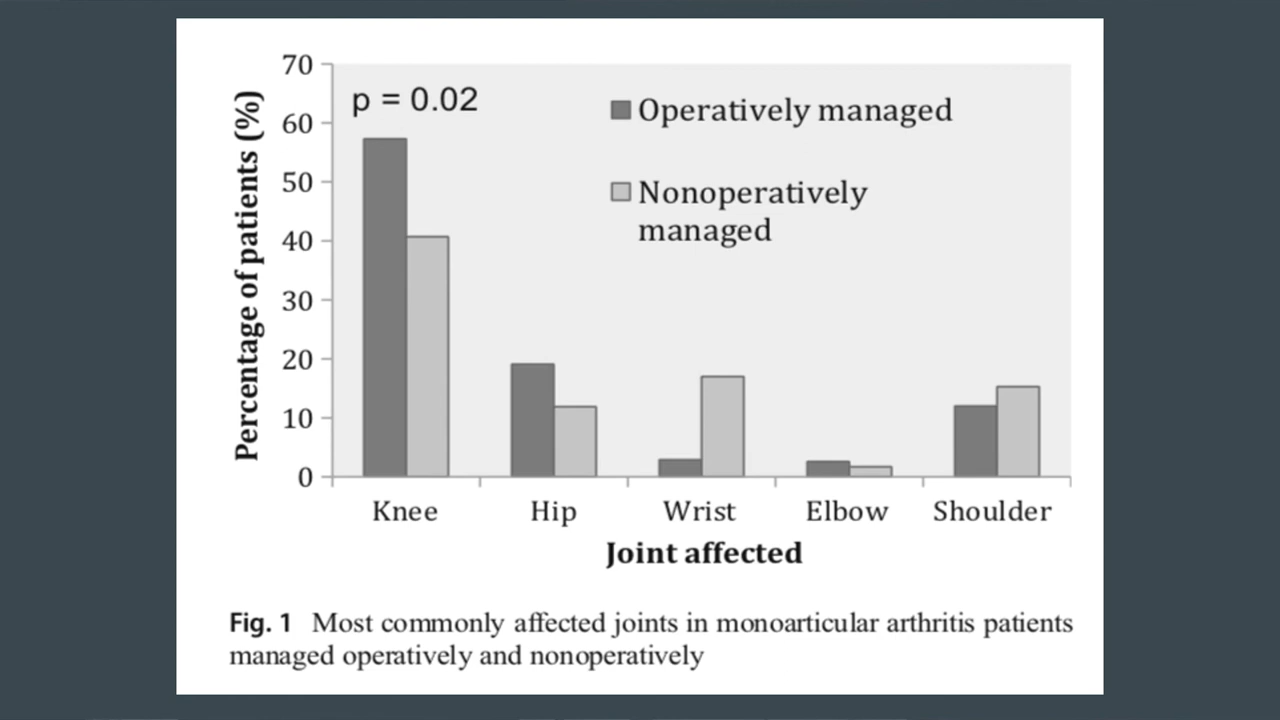 70
p = 0.02
Operatively managed
60
50
Nonoperatively
managed
40
30
20
10
0
Percentage of patients (%)
Knee Hip Wrist Elbow Shoulder
Joint affected
Fig. 1 Most commonly affected joints in monoarticular arthritis patients
managed operatively and nonoperatively